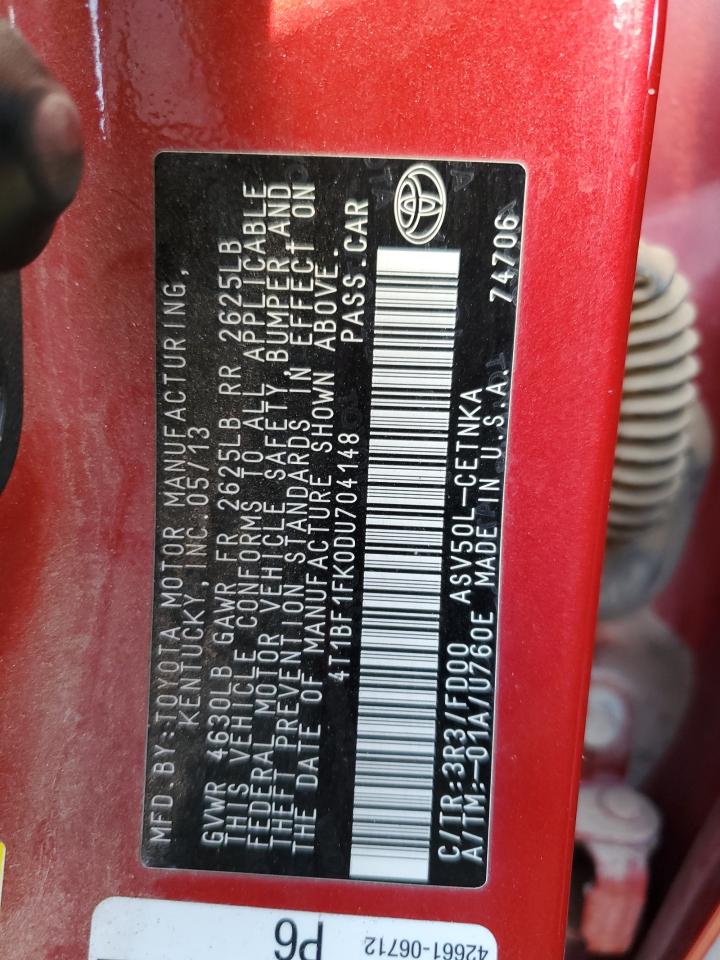 MFD.BY:TOYOTA MOTOR MANUFACTURING,
KENTUCKY,INC. 05/13
GVWR 4630LB GAWR FR 2625LB RR 2625LB
THIS VEHICLE CONFORMS TO ALL APPLICABLE
FEDERAL MOTOR VEHICLE SAFETY, BUMPER AND
THEFT PREVENTION STANDARDS IN EFFECT ON
THE DATE OF MANUFACTURE SHOWN ABOVE.
4T1BF1FK0DU704148 PASS.CAR
C/TR:3R3/FD00 ASV50L-CETNKA
A/TM:-01A/U760E MADE IN U.S.A. 74706
P6
42661-06712